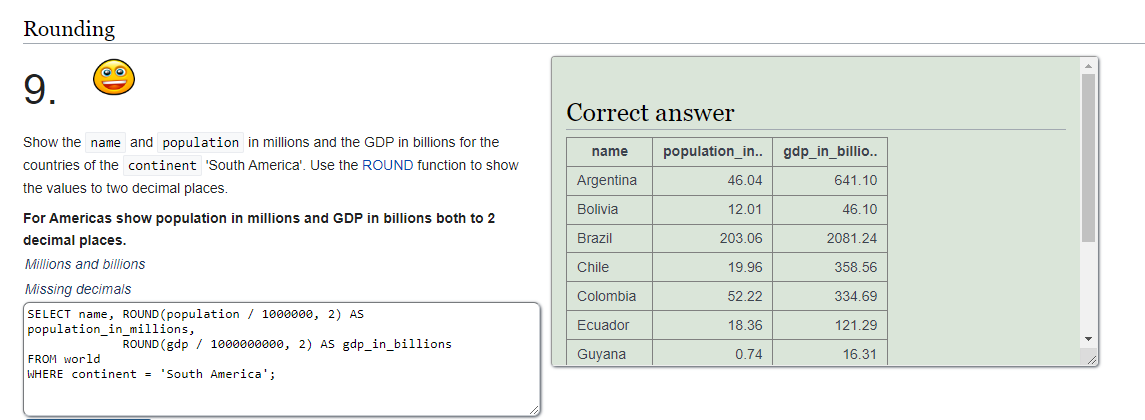 Rounding
9.
Show the name and population in millions and the GDP in billions for the
countries of the continent 'South America'. Use the ROUND function to show
the values to two decimal places.
For Americas show population in millions and GDP in billions both to 2
decimal places.
Millions and billions
Missing decimals
SELECT name, ROUND(population / 1000000, 2) AS
population_in_millions,
ROUND(gdp / 1000000000, 2) AS gdp_in_billions
FROM world
WHERE continent = 'South America';
Correct answer
name population_in.. gdp_in_billio..
Argentina 46.04 641.10
Bolivia 12.01 46.10
Brazil 203.06 2081.24
Chile 19.96 358.56
Colombia 52.22 334.69
Ecuador 18.36 121.29
Guyana 0.74 16.31